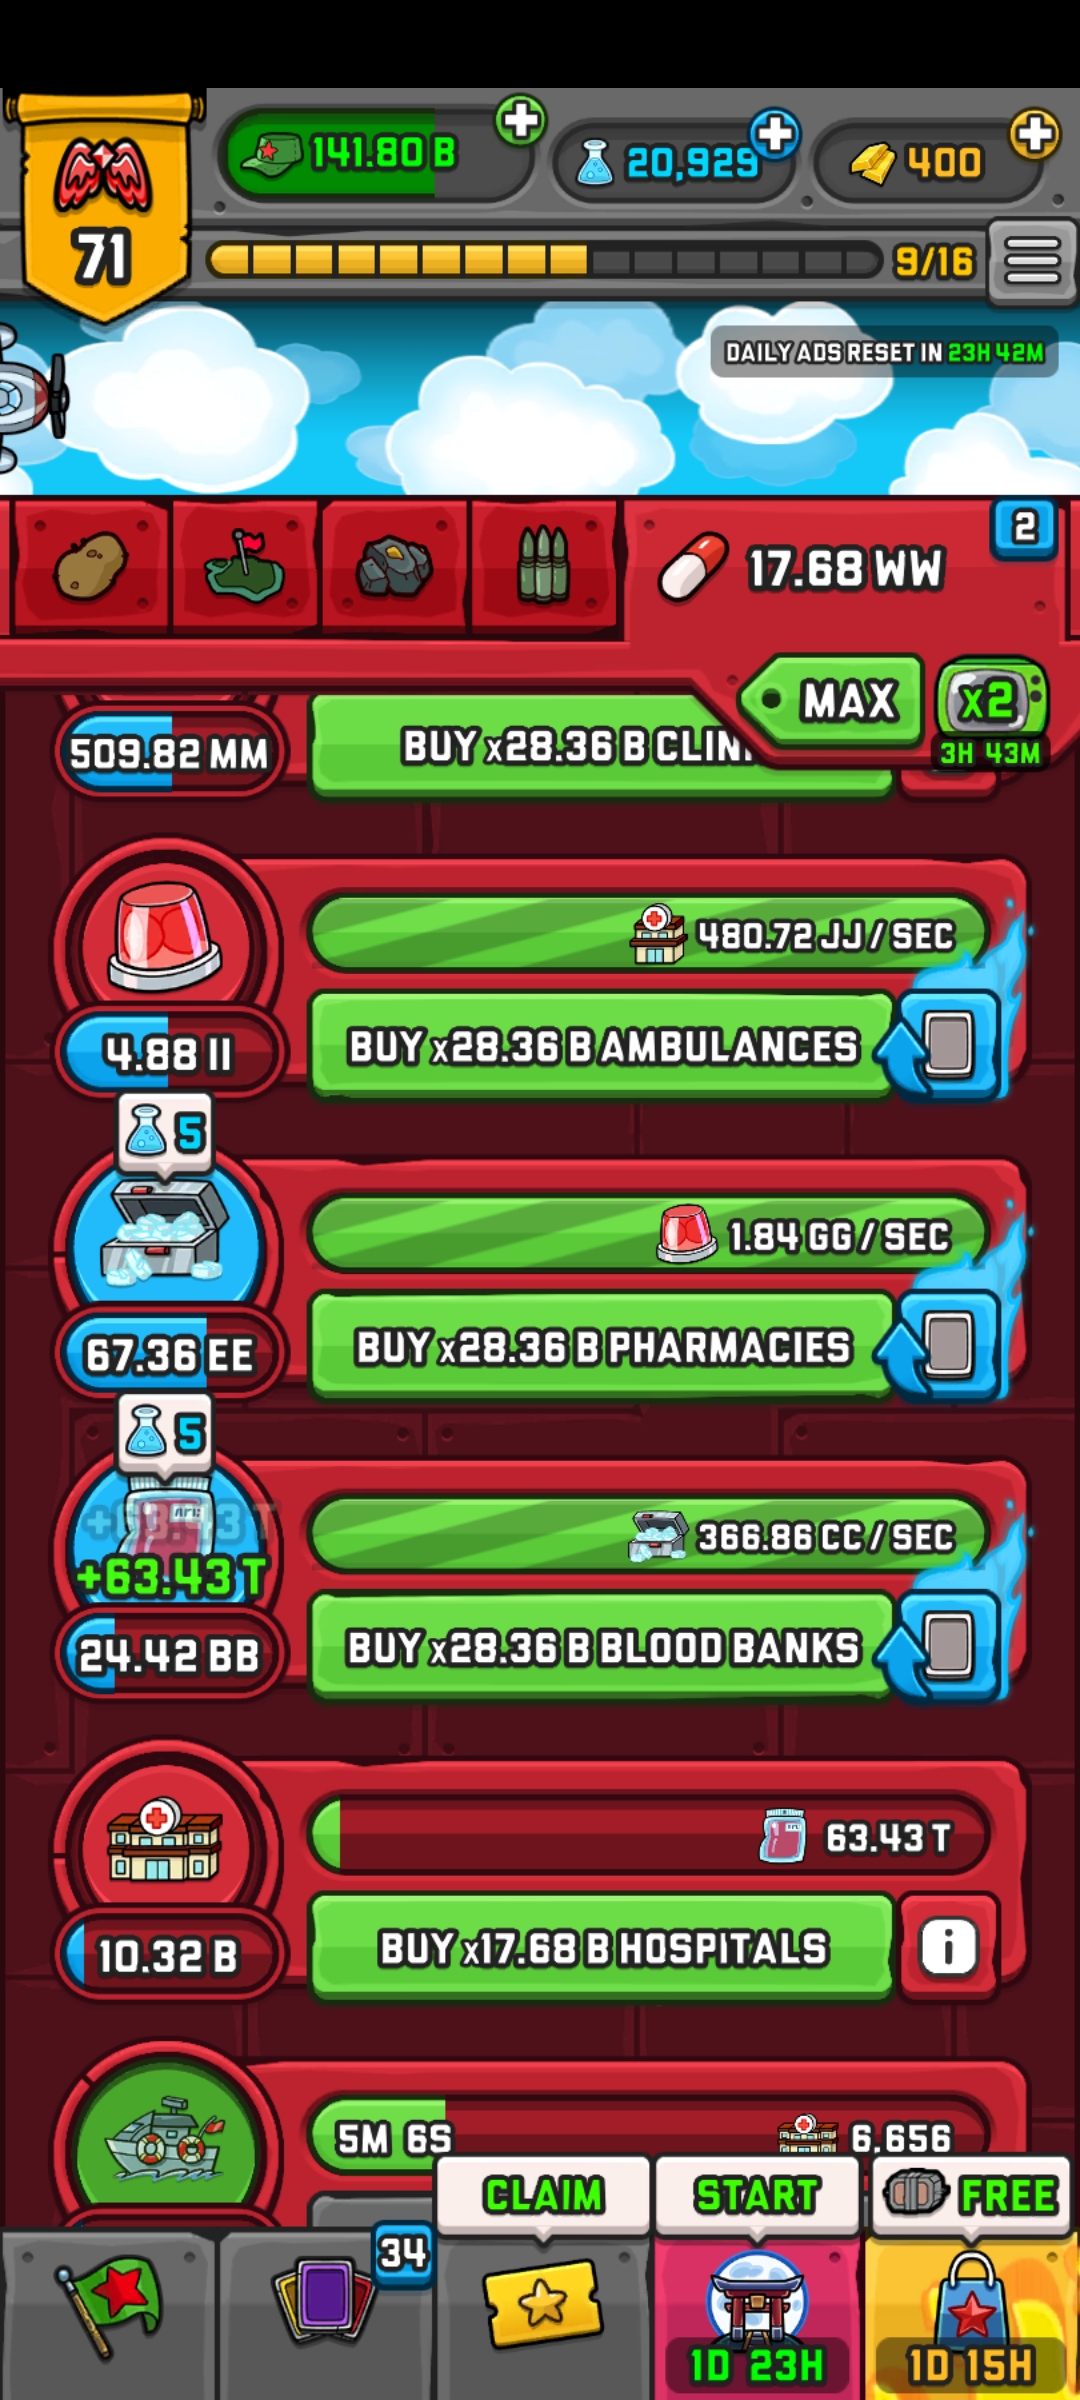 141.80 B
20,929
400
71
9/16
DAILY ADS RESET IN 23H 42M
2
17.68 WW
MAX
x2
3H 43M
509.82 MM
BUY x28.36 B CLIN
480.72 JJ / SEC
4.88 II
BUY x28.36 B AMBULANCES
5
1.84 GG / SEC
67.36 EE
BUY x28.36 B PHARMACIES
5
366.86 CC / SEC
+63.43 T
+63.43 T
24.42 BB
BUY x28.36 B BLOOD BANKS
63.43 T
10.32 B
BUY x17.68 B HOSPITALS
i
5M 6S
6,656
CLAIM
START
FREE
34
1D 23H
1D 15H